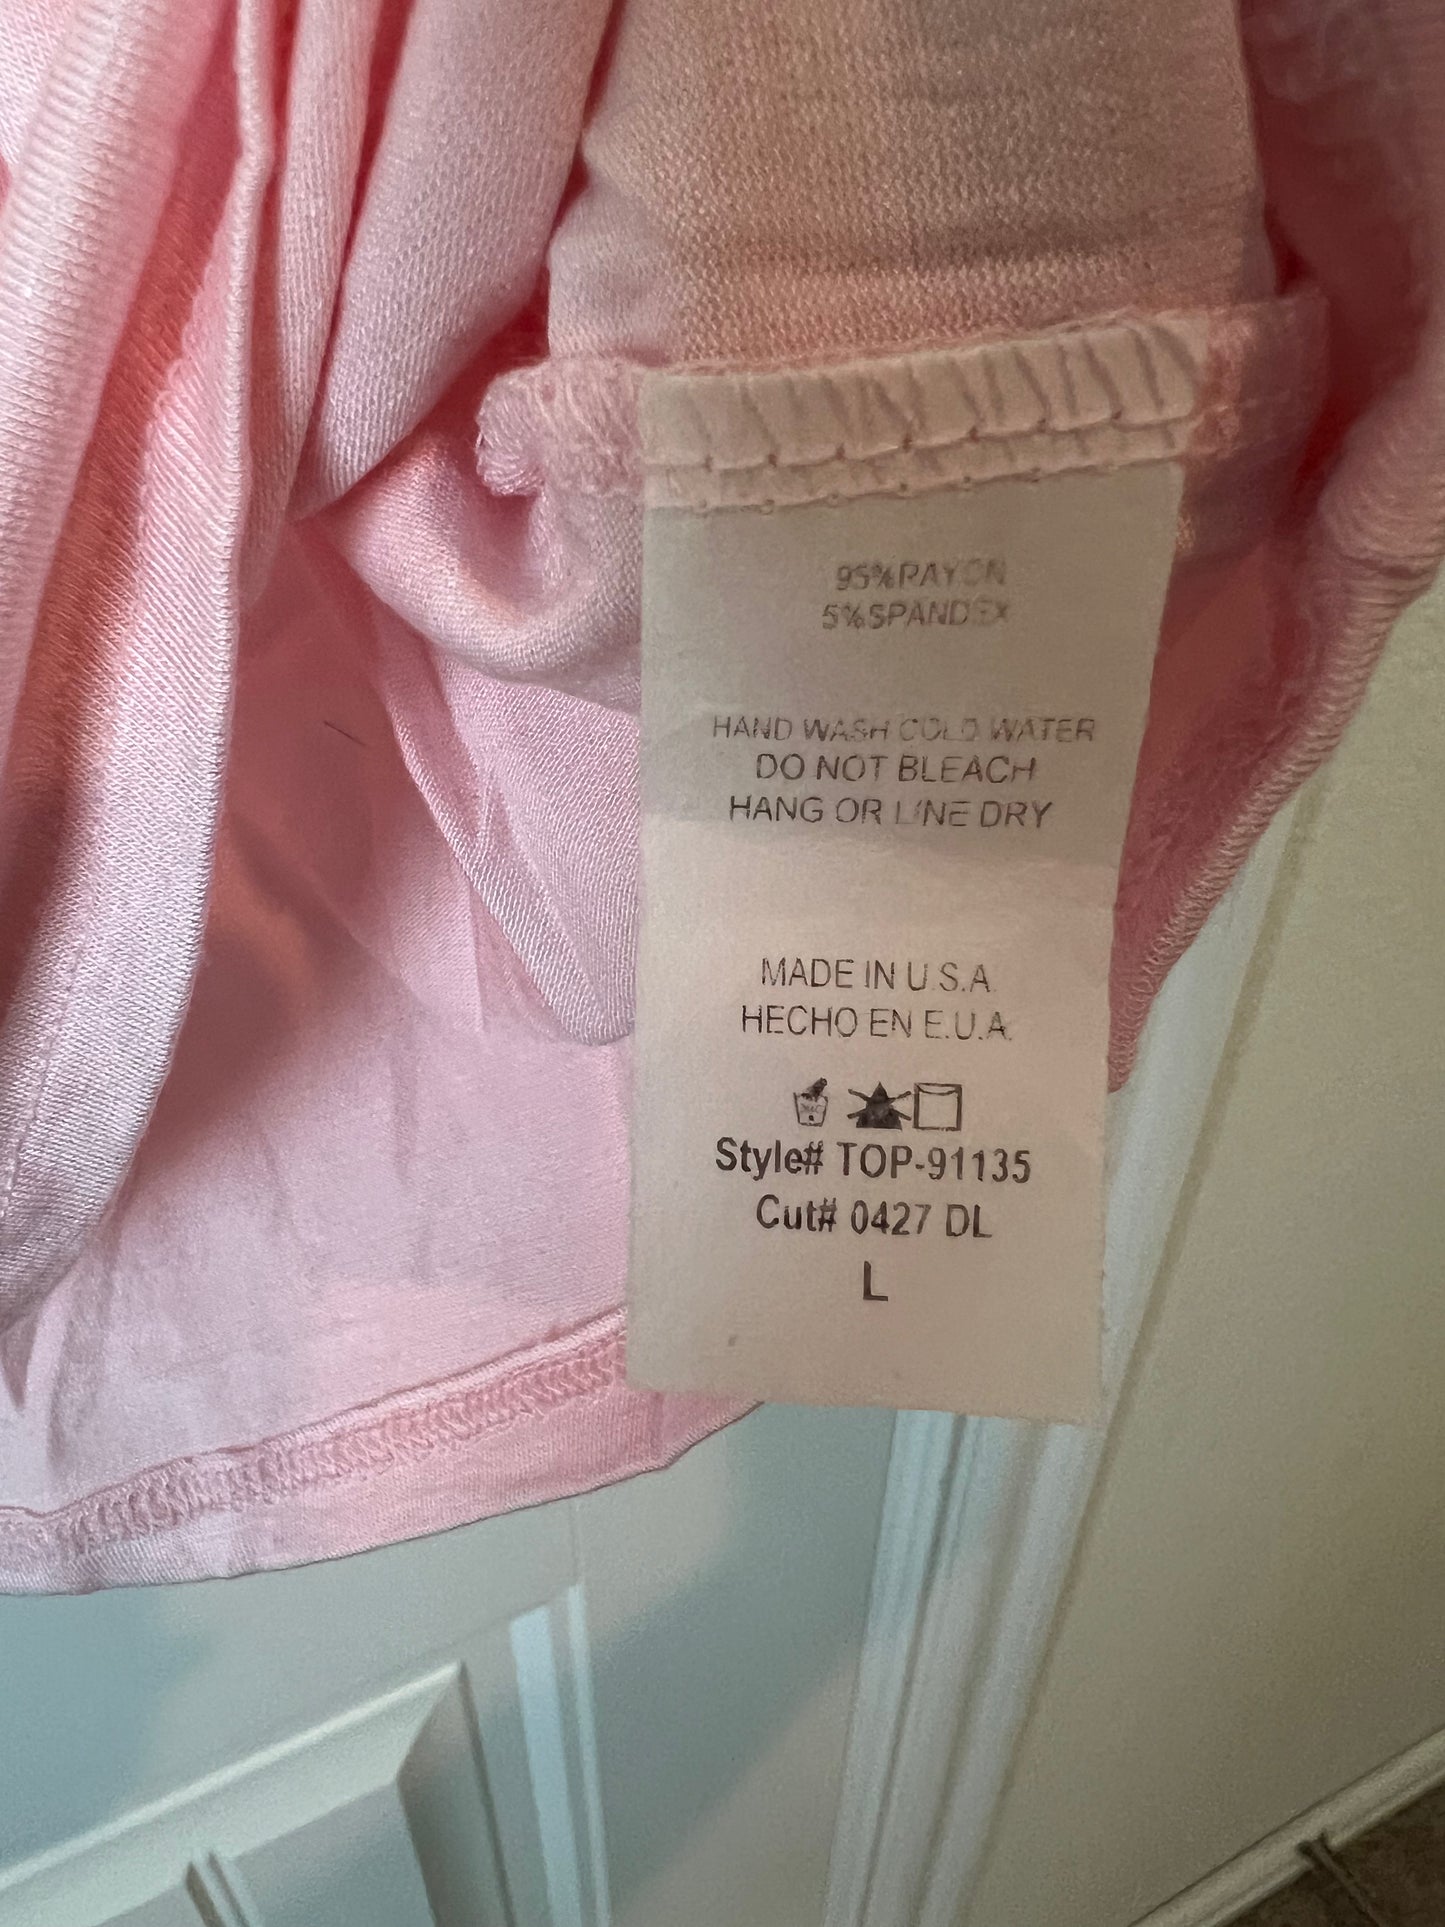 95%RAYON
5%SPANDEX
HAND WASH COLD WATER
DO NOT BLEACH
HANG OR LINE DRY
MADE IN U.S.A.
HECHO EN E.U.A.
Style# TOP-91135
Cut# 0427 DL
L